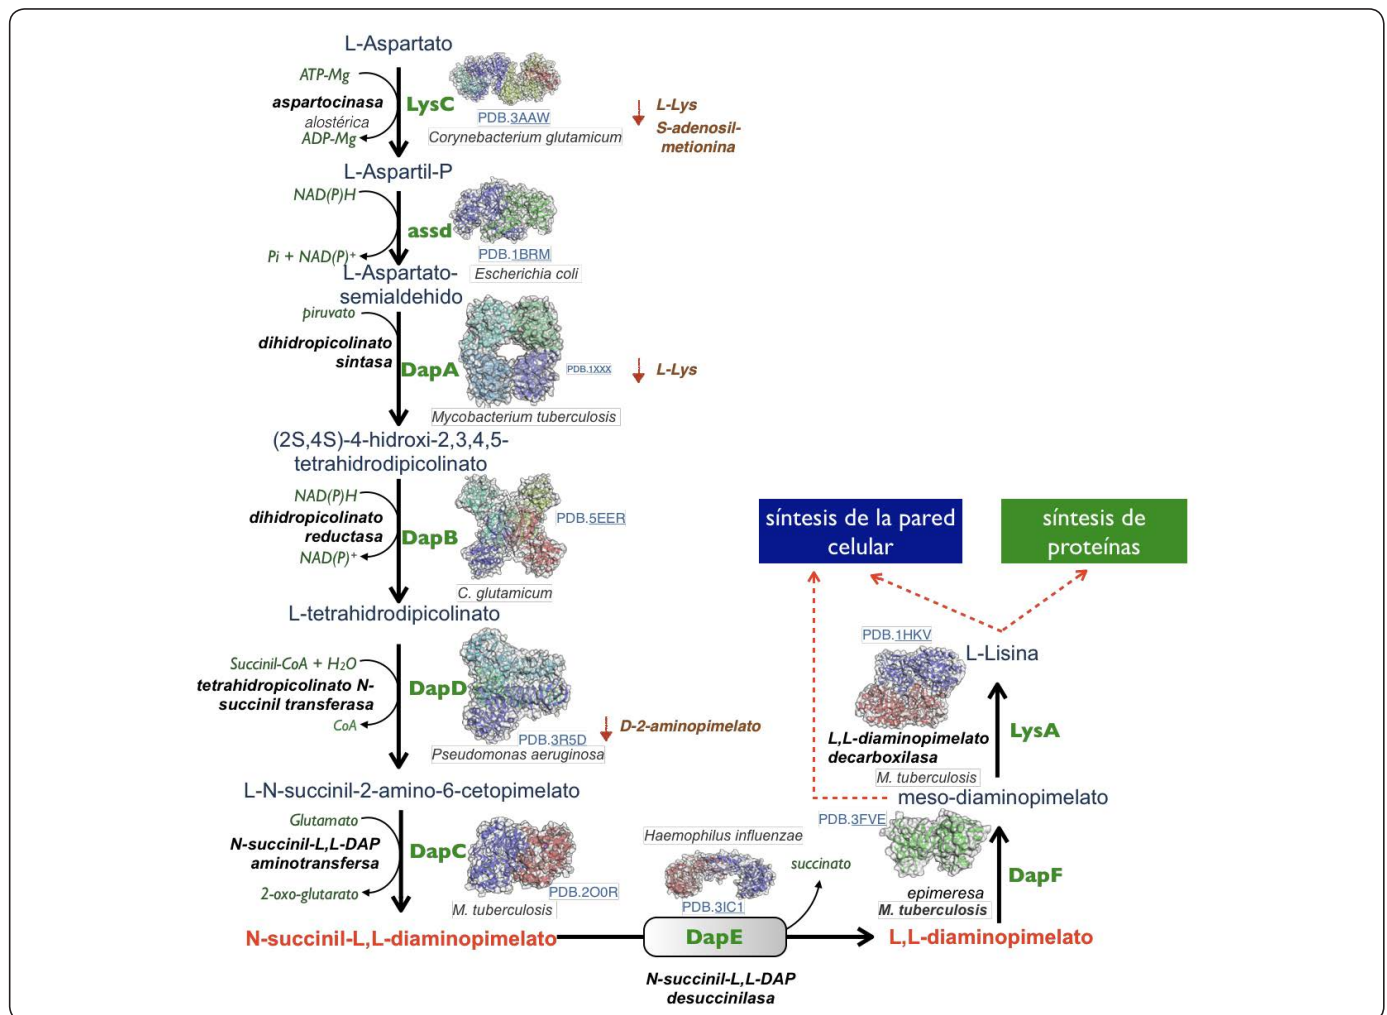 L-Aspartato
ATP-Mg
aspartocinasa
alostérica
ADP-Mg
LysC
PDB.3AAW
Corynebacterium glutamicum
L-Lys
S-adenosil-
metionina
L-Aspartil-P
NAD(P)H
assd
Pi + NAD(P)+
PDB.1BRM
Escherichia coli
L-Aspartato-
semialdehido
piruvato
dihidropicolinato
sintasa
DapA
PDB.1XXX
L-Lys
Mycobacterium tuberculosis
(2S,4S)-4-hidroxi-2,3,4,5-
tetrahidrodipicolinato
NAD(P)H
dihidropicolinato
reductasa
NAD(P)+
DapB
PDB.5EER
C. glutamicum
L-tetrahidrodipicolinato
Succinil-CoA + H2O
tetrahidropicolinato N-
succinil transferasa
CoA
DapD
D-2-aminopimelato
PDB.3R5D
Pseudomonas aeruginosa
L-N-succinil-2-amino-6-cetopimelato
Glutamato
N-succinil-L,L-DAP
aminotransfersa
2-oxo-glutarato
DapC
PDB.2O0R
M. tuberculosis
N-succinil-L,L-diaminopimelato
Haemophilus influenzae
PDB.3IC1
succinato
DapE
N-succinil-L,L-DAP
desuccinilasa
L,L-diaminopimelato
DapF
epimeresa
M. tuberculosis
PDB.3FVE
meso-diaminopimelato
M. tuberculosis
L,L-diaminopimelato
decarboxilasa
LysA
PDB.1HKV
L-Lisina
síntesis de la pared
celular
síntesis de
proteínas